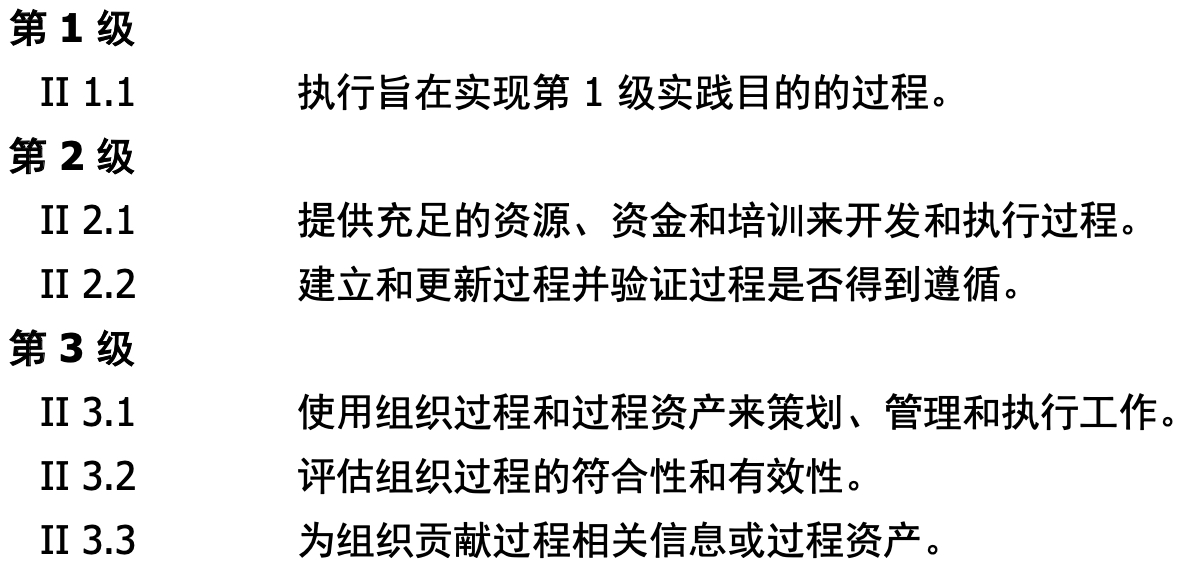 第 1 级
II 1.1 执行旨在实现第 1 级实践目的的过程。
第 2 级
II 2.1 提供充足的资源、资金和培训来开发和执行过程。
II 2.2 建立和更新过程并验证过程是否得到遵循。
第 3 级
II 3.1 使用组织过程和过程资产来策划、管理和执行工作。
II 3.2 评估组织过程的符合性和有效性。
II 3.3 为组织贡献过程相关信息或过程资产。